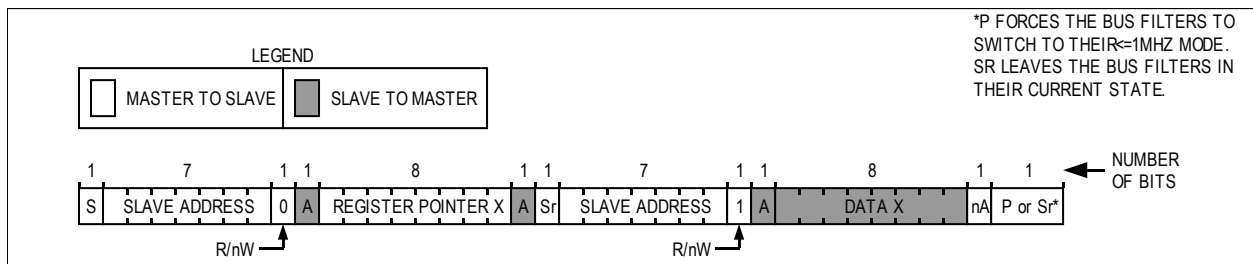 *P FORCES THE BUS FILTERS TO
SWITCH TO THEIR<=1MHZ MODE.
SR LEAVES THE BUS FILTERS IN
THEIR CURRENT STATE.
LEGEND
MASTER TO SLAVE SLAVE TO MASTER
1 7 1 1 8 1 1 7 1 1 8 1 1 NUMBER
OF BITS
S SLAVE ADDRESS 0 A REGISTER POINTER X A Sr SLAVE ADDRESS 1 A DATA X nA P or Sr*
R/nW R/nW